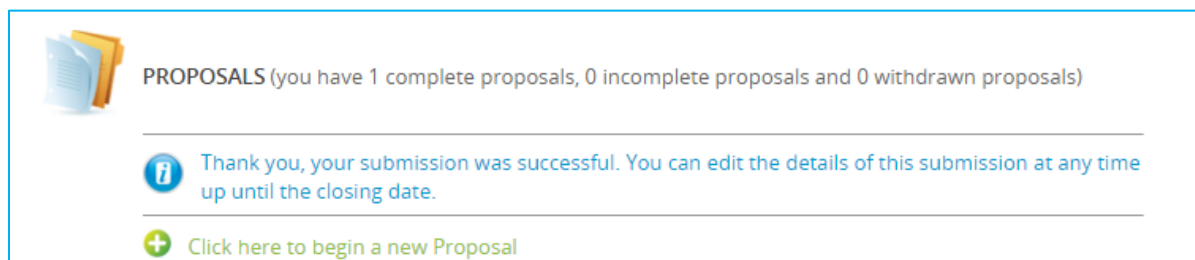 PROPOSALS (you have 1 complete proposals, 0 incomplete proposals and 0 withdrawn proposals)
Thank you, your submission was successful. You can edit the details of this submission at any time
up until the closing date.
Click here to begin a new Proposal